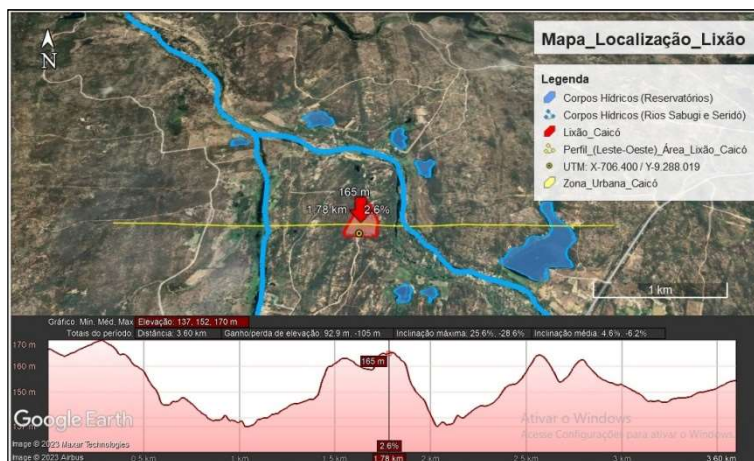 N
Mapa_Localização_Lixão
Legenda
Corpos Hídricos (Reservatórios)
Corpos Hídricos (Rios Sabugi e Seridó)
Lixão_Caicó
Perfil_(Leste-Oeste)_Área_Lixão_Caicó
UTM: X-706.400 / Y-9.288.019
Zona_Urbana_Caicó
165 m
1.78 km 2.6%
1 km
Gráfico. Mín. Méd. Max Elevação: 137, 152, 170 m
Totais do período: Distância: 3.60 km Ganho/perda de elevação: 92.9 m, -105 m Inclinação máxima: 25.6%, -28.6% Inclinação média: 4.6%, -6.2%
170 m
160 m
165 m
150 m
Google Earth
Ativar o Windows
Acesse Configurações para ativar o Windows.
Image © 2023 Maxar Technologies
2.6%
Image © 2023 Airbus
0.5 km 1 km 1.5 km 1.78 km 2 km 2.5 km 3 km 3.60 km